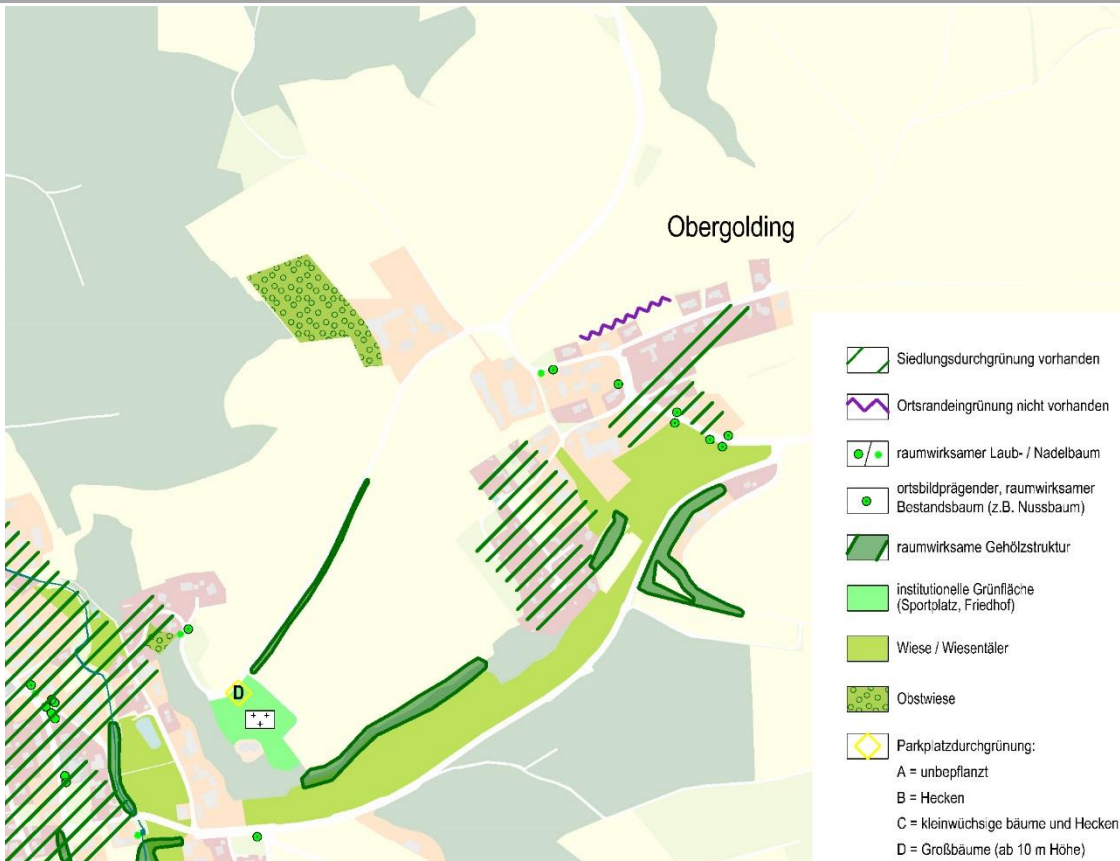 Obergolding
Siedlungsdurchgrünung vorhanden
Ortsrandeingrünung nicht vorhanden
raumwirksamer Laub- / Nadelbaum
ortsbildprägender, raumwirksamer
Bestandsbaum (z.B. Nussbaum)
raumwirksame Gehölzstruktur
institutionelle Grünfläche
(Sportplatz, Friedhof)
Wiese / Wiesentäler
Obstwiese
Parkplatzdurchgrünung:
A = unbepflanzt
B = Hecken
C = kleinwüchsige bäume und Hecken
D = Großbäume (ab 10 m Höhe)
D